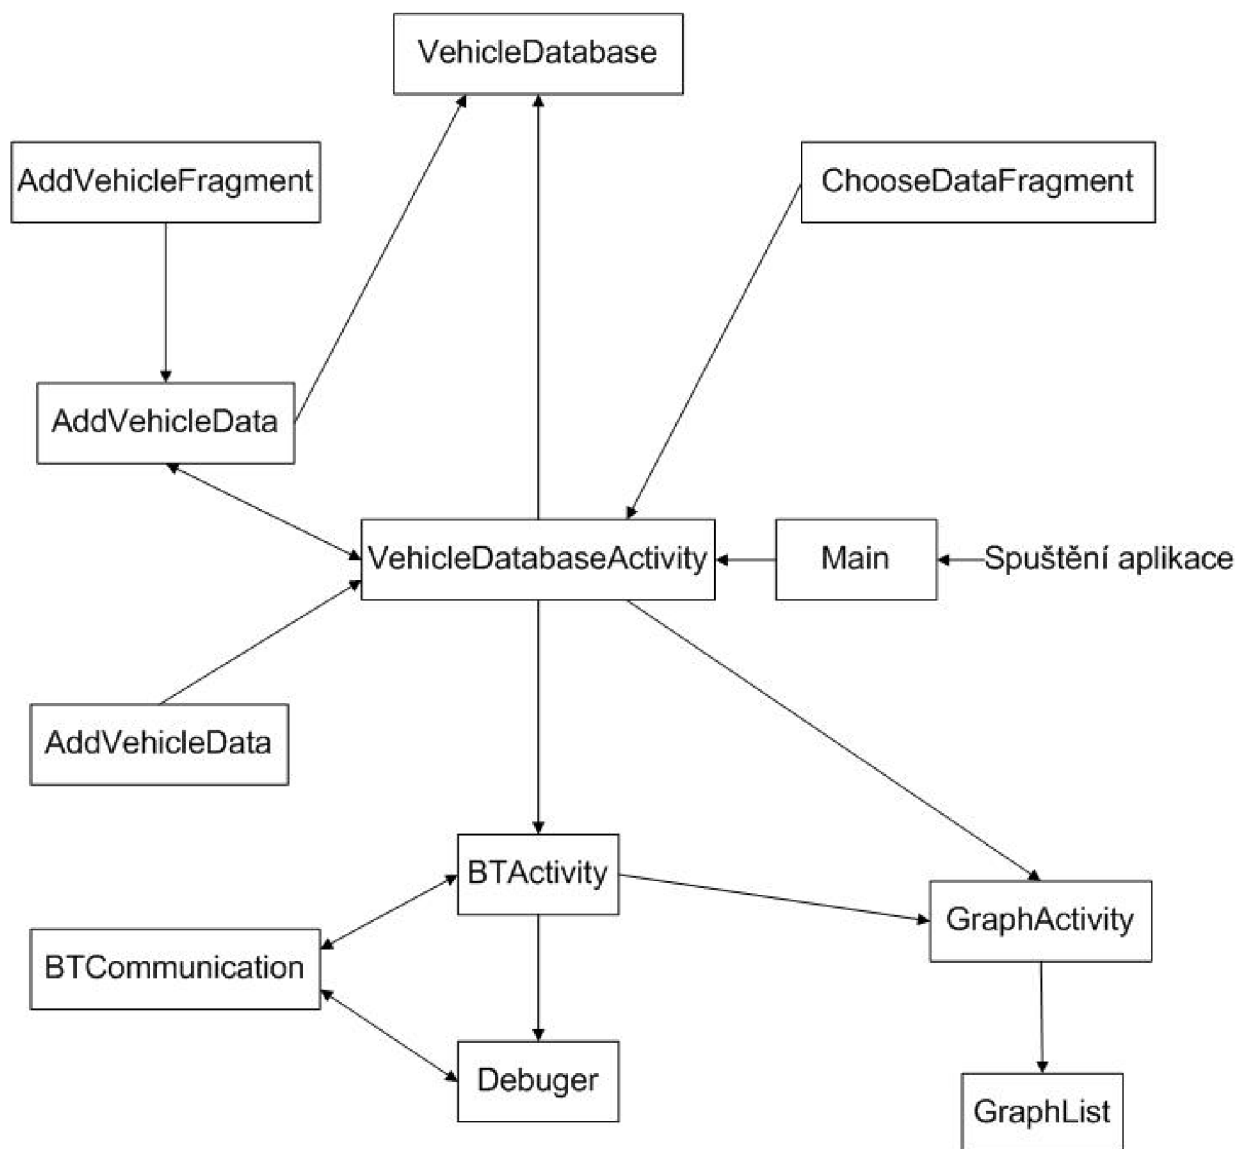 VehicleDatabase
AddVehicleFragment
ChooseDataFragment
AddVehicleData
VehicleDatabaseActivity
Main
Spuštění aplikace
AddVehicleData
BTActivity
GraphActivity
BTCommunication
Debuger
GraphList